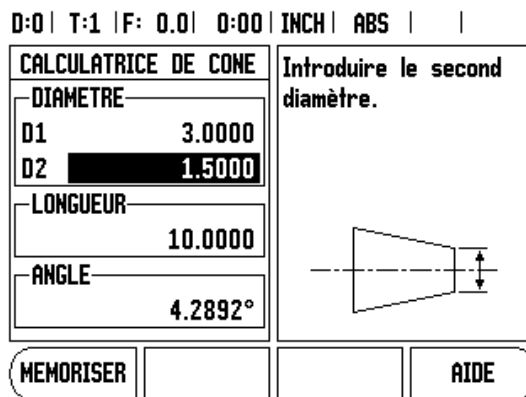 D:0 | T:1 | F: 0.0 | 0:00 | INCH | ABS | |
CALCULATRICE DE CONE
DIAMETRE
D1 3.0000
D2 1.5000
LONGUEUR
10.0000
ANGLE
4.2892°
Introduire le second
diamètre.
MEMORISER
AIDE